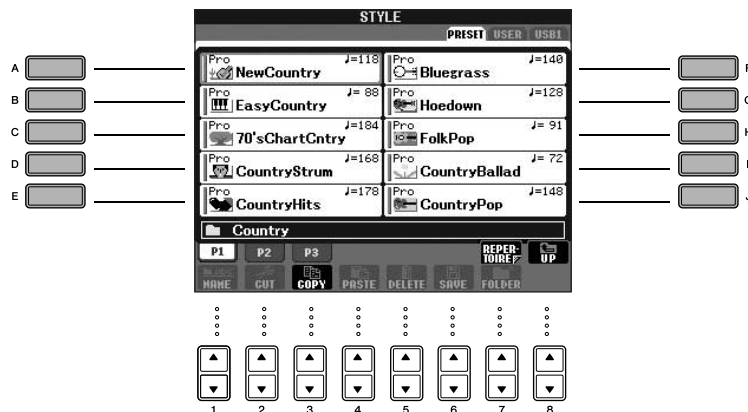 STYLE
PRESET USER USB1
Pro ♩=118 NewCountry
Pro ♩=140 Bluegrass
Pro ♩= 88 EasyCountry
Pro ♩=128 Hoedown
Pro ♩=184 70'sChartCntry
Pro ♩= 91 FolkPop
Pro ♩=168 CountryStrum
Pro ♩= 72 CountryBallad
Pro ♩=178 CountryHits
Pro ♩=148 CountryPop
Country
P1 P2 P3 REPER-TOIRE UP
NAME CUT COPY PASTE DELETE SAVE FOLDER
A
B
C
D
E
1 2 3 4 5 6 7 8